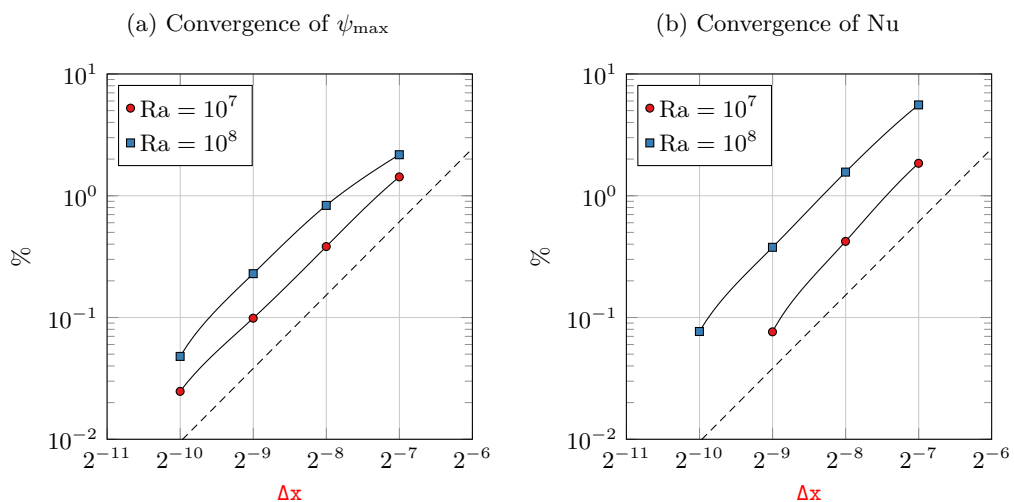 (a) Convergence of ψ_max
10^1
10^0
10^−1
10^−2
%
Ra = 10^7
Ra = 10^8
2^−11 2^−10 2^−9 2^−8 2^−7 2^−6
Δx
(b) Convergence of Nu
10^1
10^0
10^−1
10^−2
%
Ra = 10^7
Ra = 10^8
2^−11 2^−10 2^−9 2^−8 2^−7 2^−6
Δx